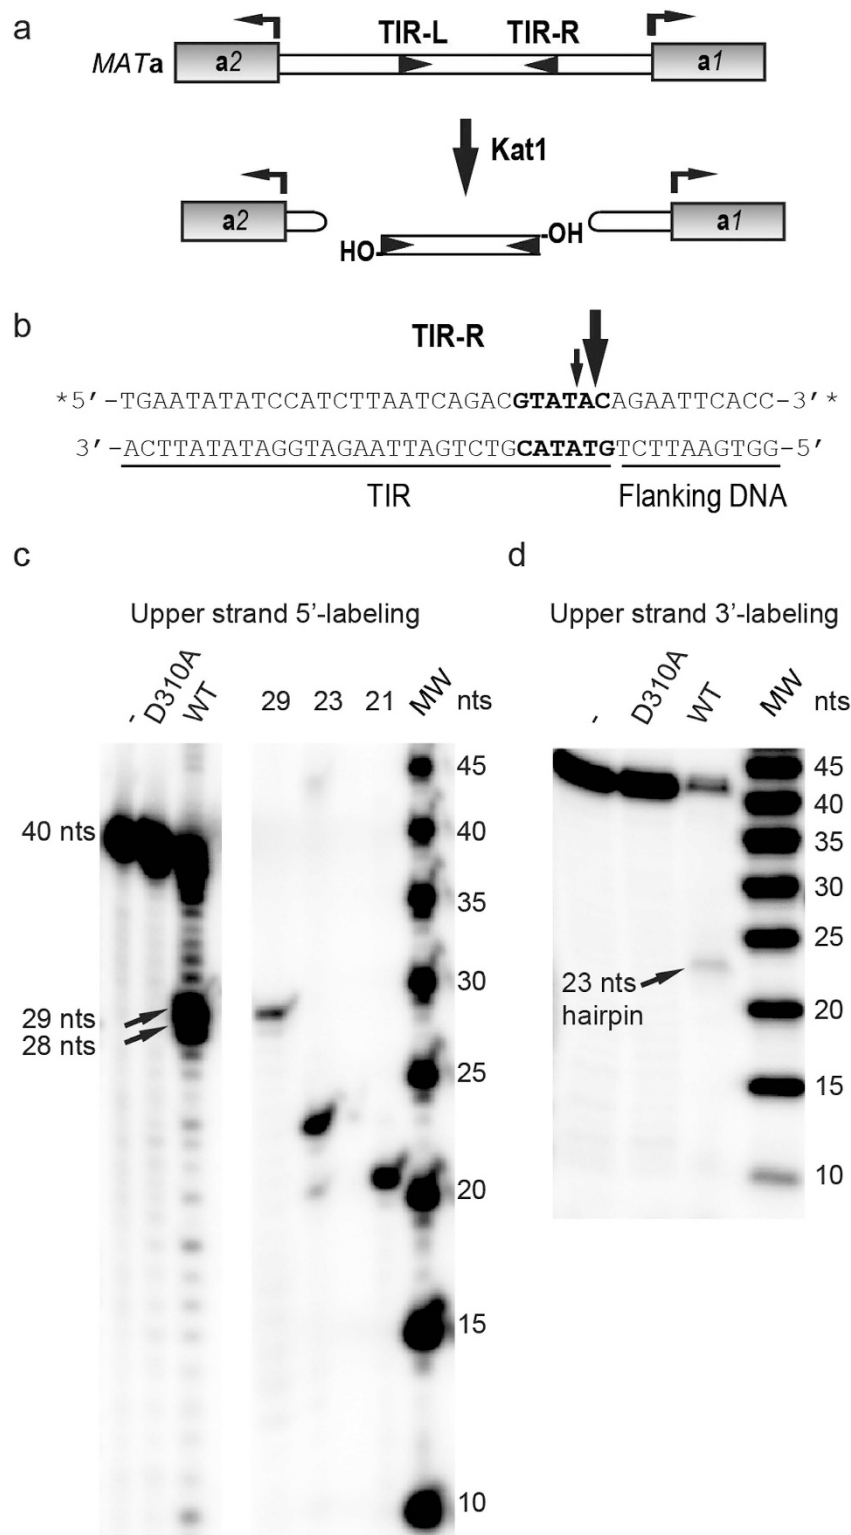 a
TIR-L TIR-R
MATa a2 a1
Kat1
a2 a1
HO- -OH
b
TIR-R
*5′-TGAATATATCCATCTTAATCAGACGTATACAGAATTCACC-3′*
3′-ACTTATATAGGTAGAATTAGTCTGCATATGTCTTAAGTGG-5′
TIR Flanking DNA
c
Upper strand 5’-labeling
- D310A WT 29 23 21 MW nts
45
40 nts 40
35
30
29 nts
28 nts
25
20
15
10
d
Upper strand 3’-labeling
- D310A WT MW nts
45
40
35
30
25
23 nts
hairpin
20
15
10